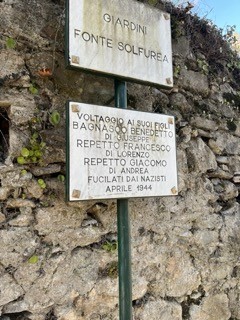 GIARDINI
FONTE SOLFUREA
VOLTAGGIO AI SUOI FIGLI
BAGNASCO BENEDETTO
DI GIUSEPPE
REPETTO FRANCESCO
DI LORENZO
REPETTO GIACOMO
DI ANDREA
FUCILATI DAI NAZISTI
APRILE 1944